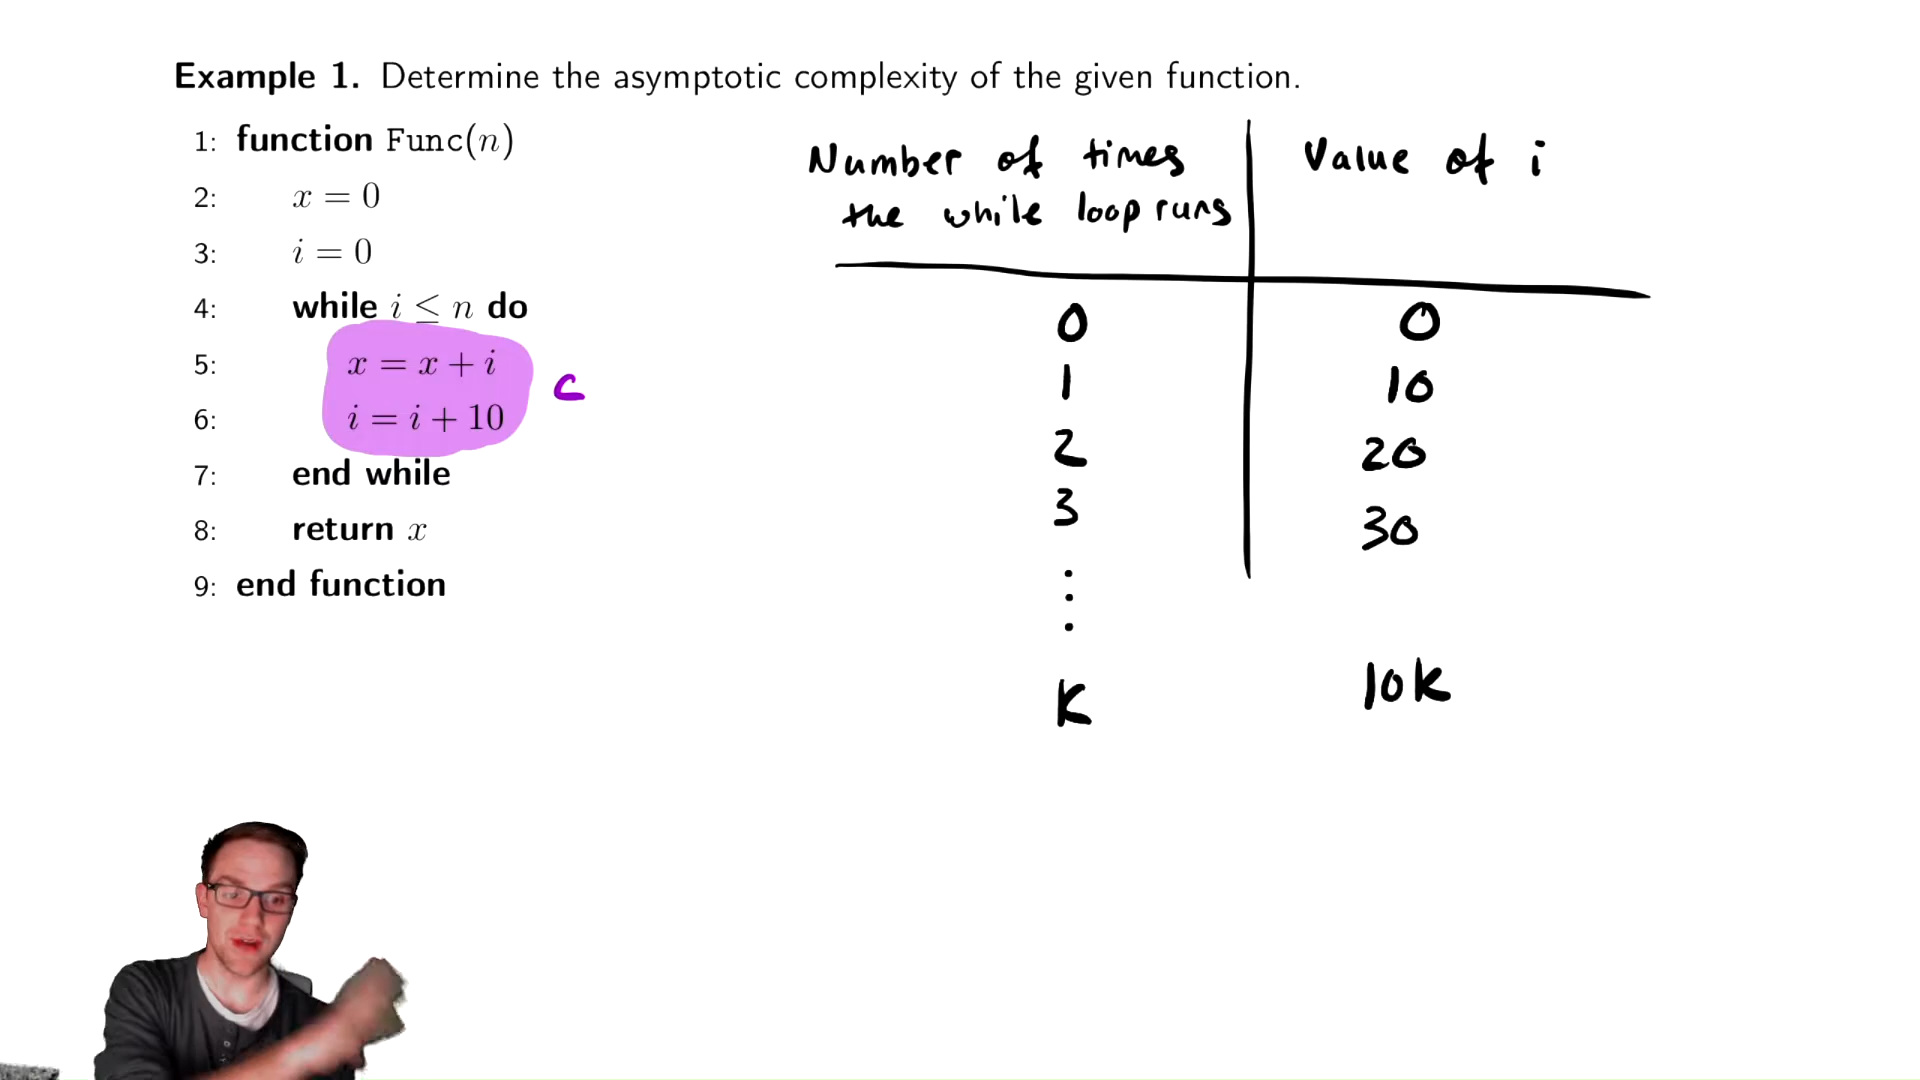 Example 1. Determine the asymptotic complexity of the given function.
1: function Func(n)
2: x = 0
3: i = 0
4: while i ≤ n do
5: x = x + i
6: i = i + 10
7: end while
8: return x
9: end function
c
Number of times
the while loop runs
Value of i
0 0
1 10
2 20
3 30
⋮
K 10k